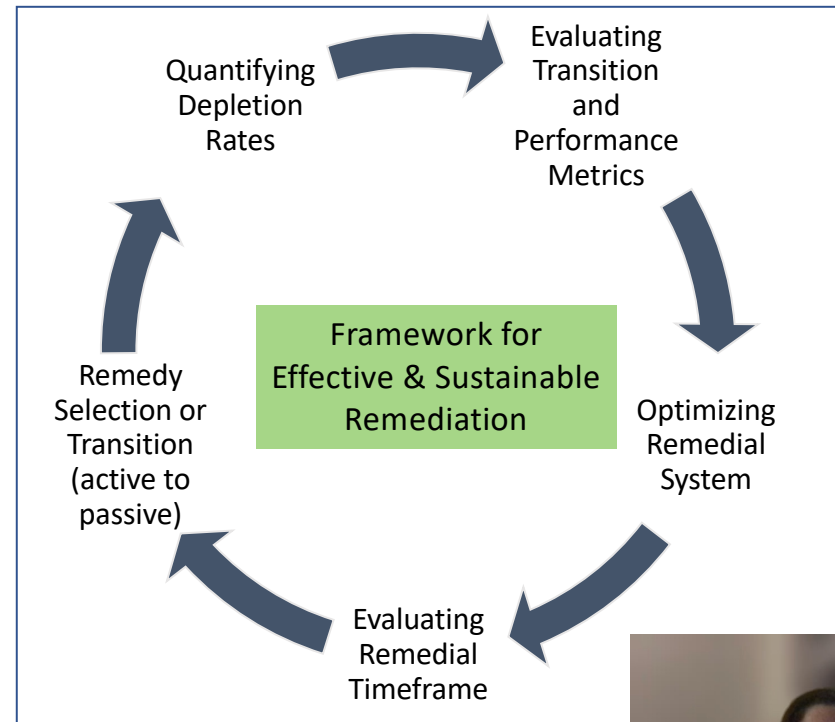 Quantifying
Depletion
Rates
Evaluating
Transition
and
Performance
Metrics
Framework for
Effective & Sustainable
Remediation
Optimizing
Remedial
System
Evaluating
Remedial
Timeframe
Remedy
Selection or
Transition
(active to
passive)